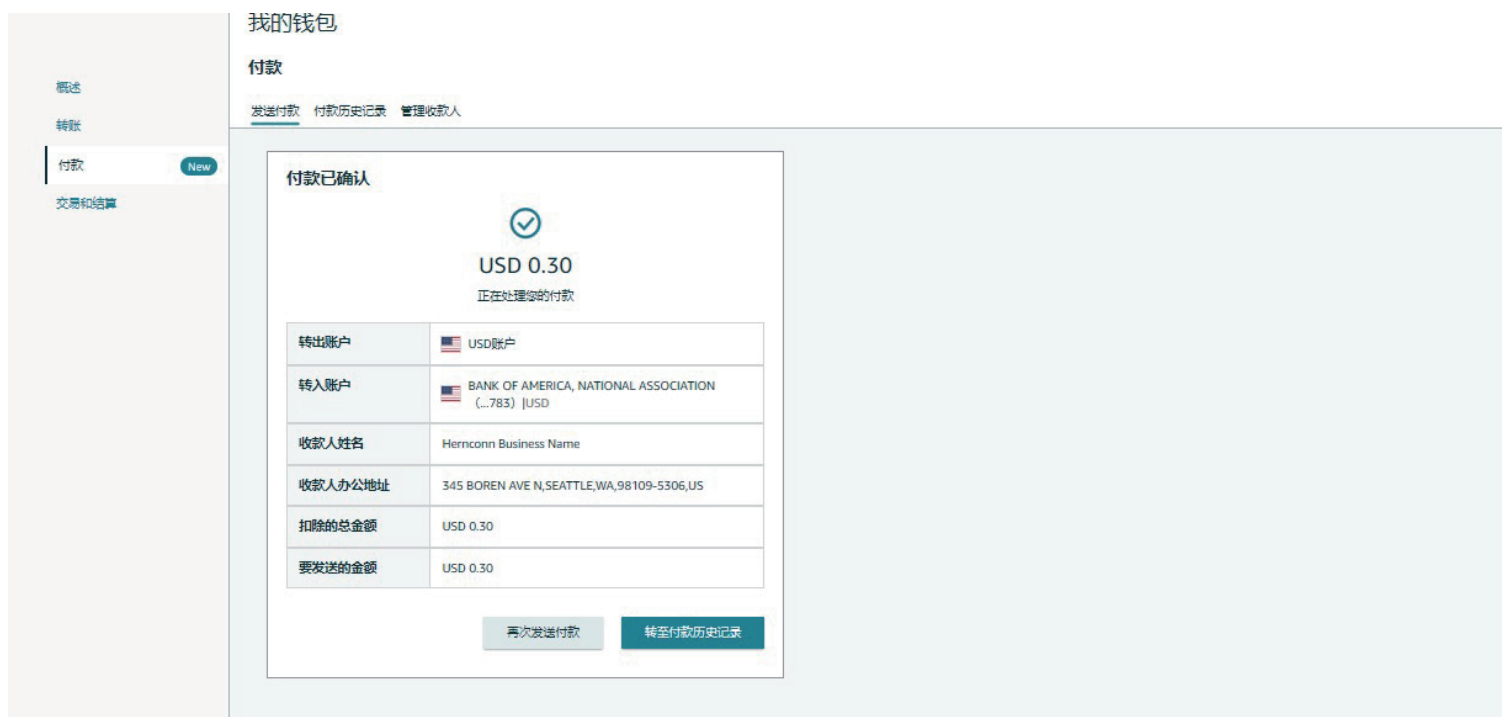 我的钱包
付款
发送付款 付款历史记录 管理收款人
概述
转账
付款 New
交易和结算
付款已确认
USD 0.30
正在处理您的付款
转出账户 USD账户
转入账户 BANK OF AMERICA, NATIONAL ASSOCIATION
(...783) |USD
收款人姓名 Hernconn Business Name
收款人办公地址 345 BOREN AVE N,SEATTLE,WA,98109-5306,US
扣除的总金额 USD 0.30
要发送的金额 USD 0.30
再次发送付款 转至付款历史记录